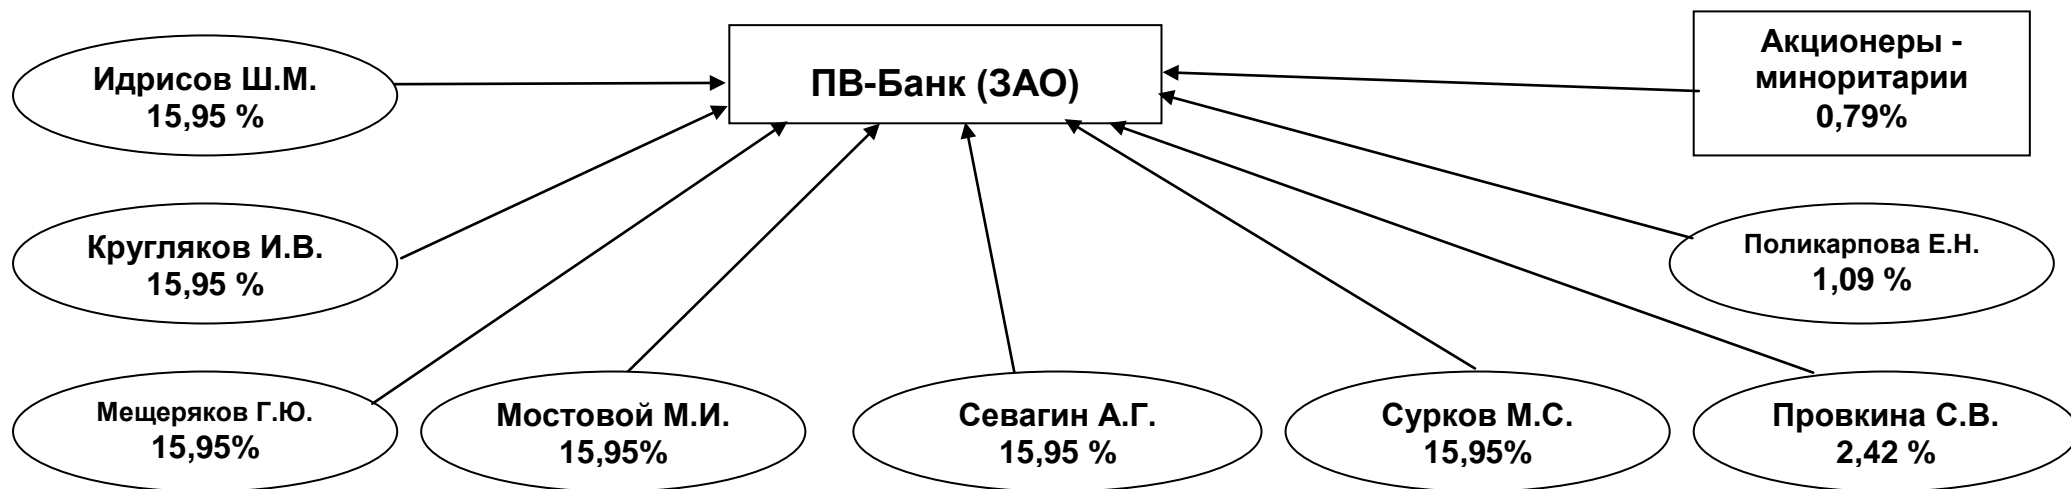 Идрисов Ш.М.
15,95 %
ПВ-Банк (ЗАО)
Акционеры -
миноритарии
0,79%
Кругляков И.В.
15,95 %
Поликарпова Е.Н.
1,09 %
Мещеряков Г.Ю.
15,95%
Мостовой М.И.
15,95%
Севагин А.Г.
15,95 %
Сурков М.С.
15,95%
Провкина С.В.
2,42 %